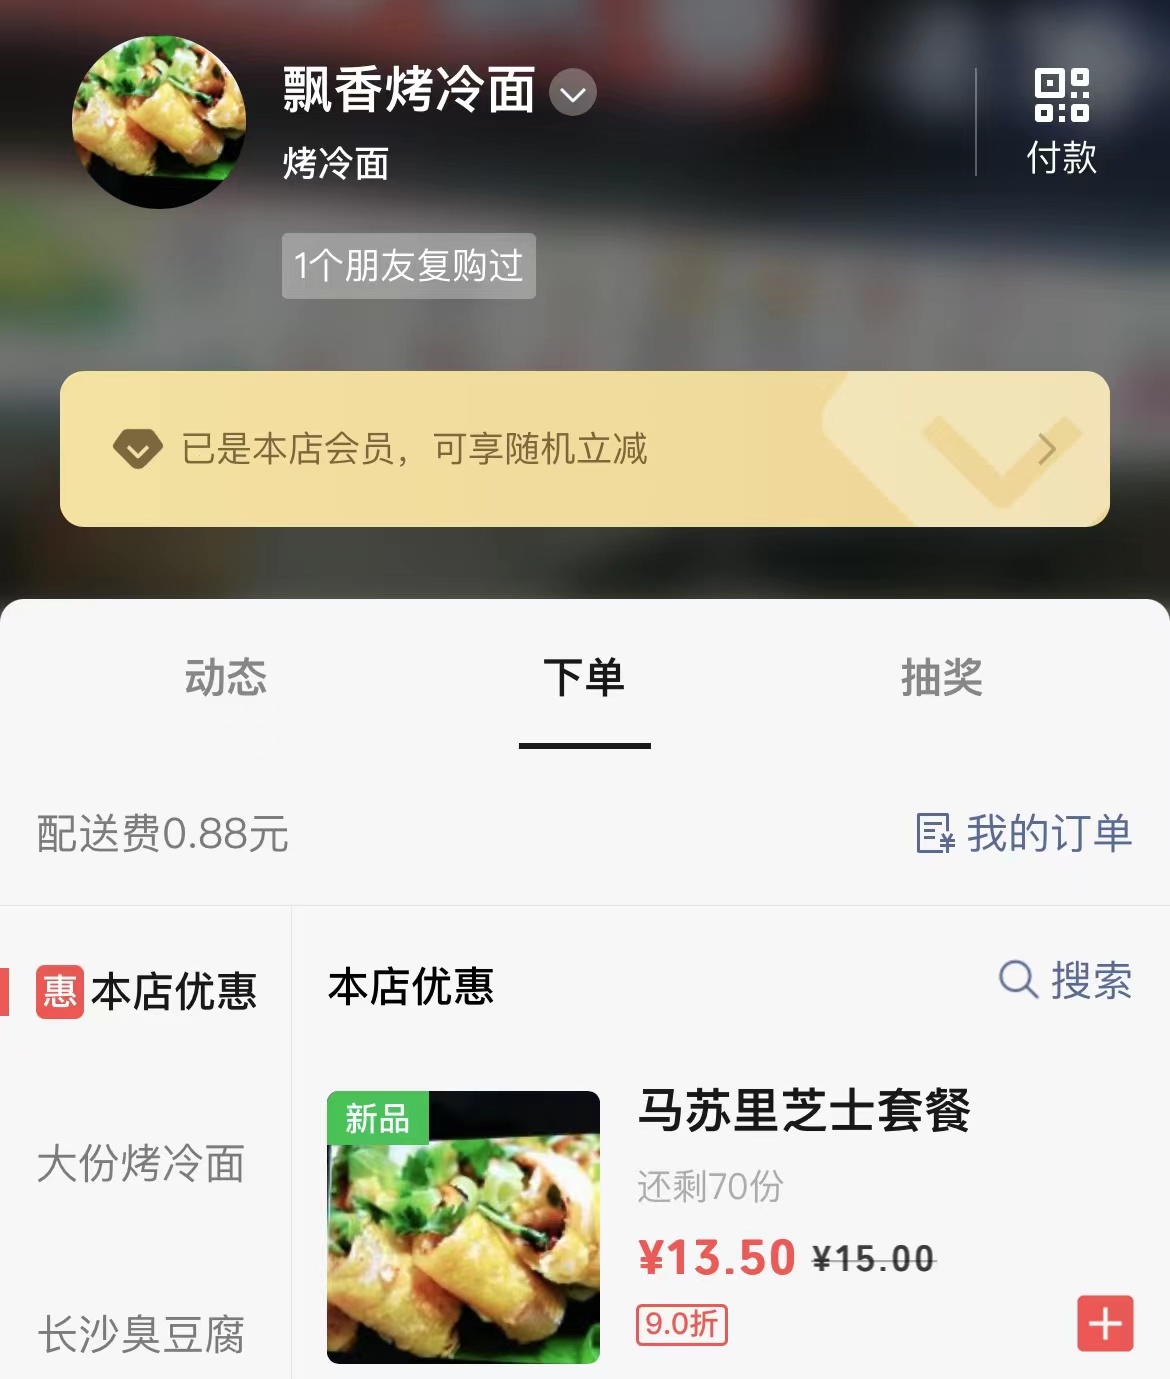 飘香烤冷面
烤冷面
付款
1个朋友复购过
已是本店会员，可享随机立减
动态
下单
抽奖
配送费0.88元
我的订单
惠本店优惠
大份烤冷面
长沙臭豆腐
本店优惠
搜索
新品
马苏里芝士套餐
还剩70份
¥13.50 ¥15.00
9.0折